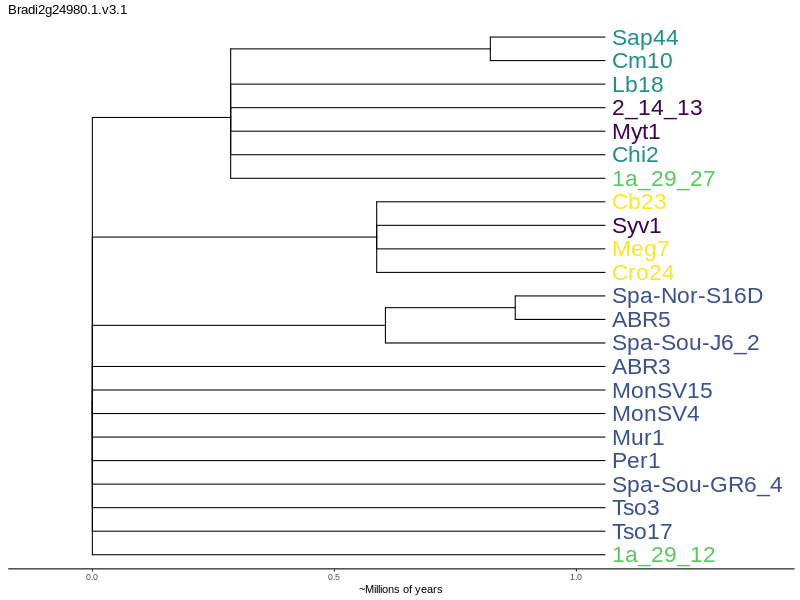 Bradi2g24980.1.v3.1
Sap44
Cm10
Lb18
2_14_13
Myt1
Chi2
1a_29_27
Cb23
Syv1
Meg7
Cro24
Spa-Nor-S16D
ABR5
Spa-Sou-J6_2
ABR3
MonSV15
MonSV4
Mur1
Per1
Spa-Sou-GR6_4
Tso3
Tso17
1a_29_12
0.0 0.5 1.0
~Millions of years